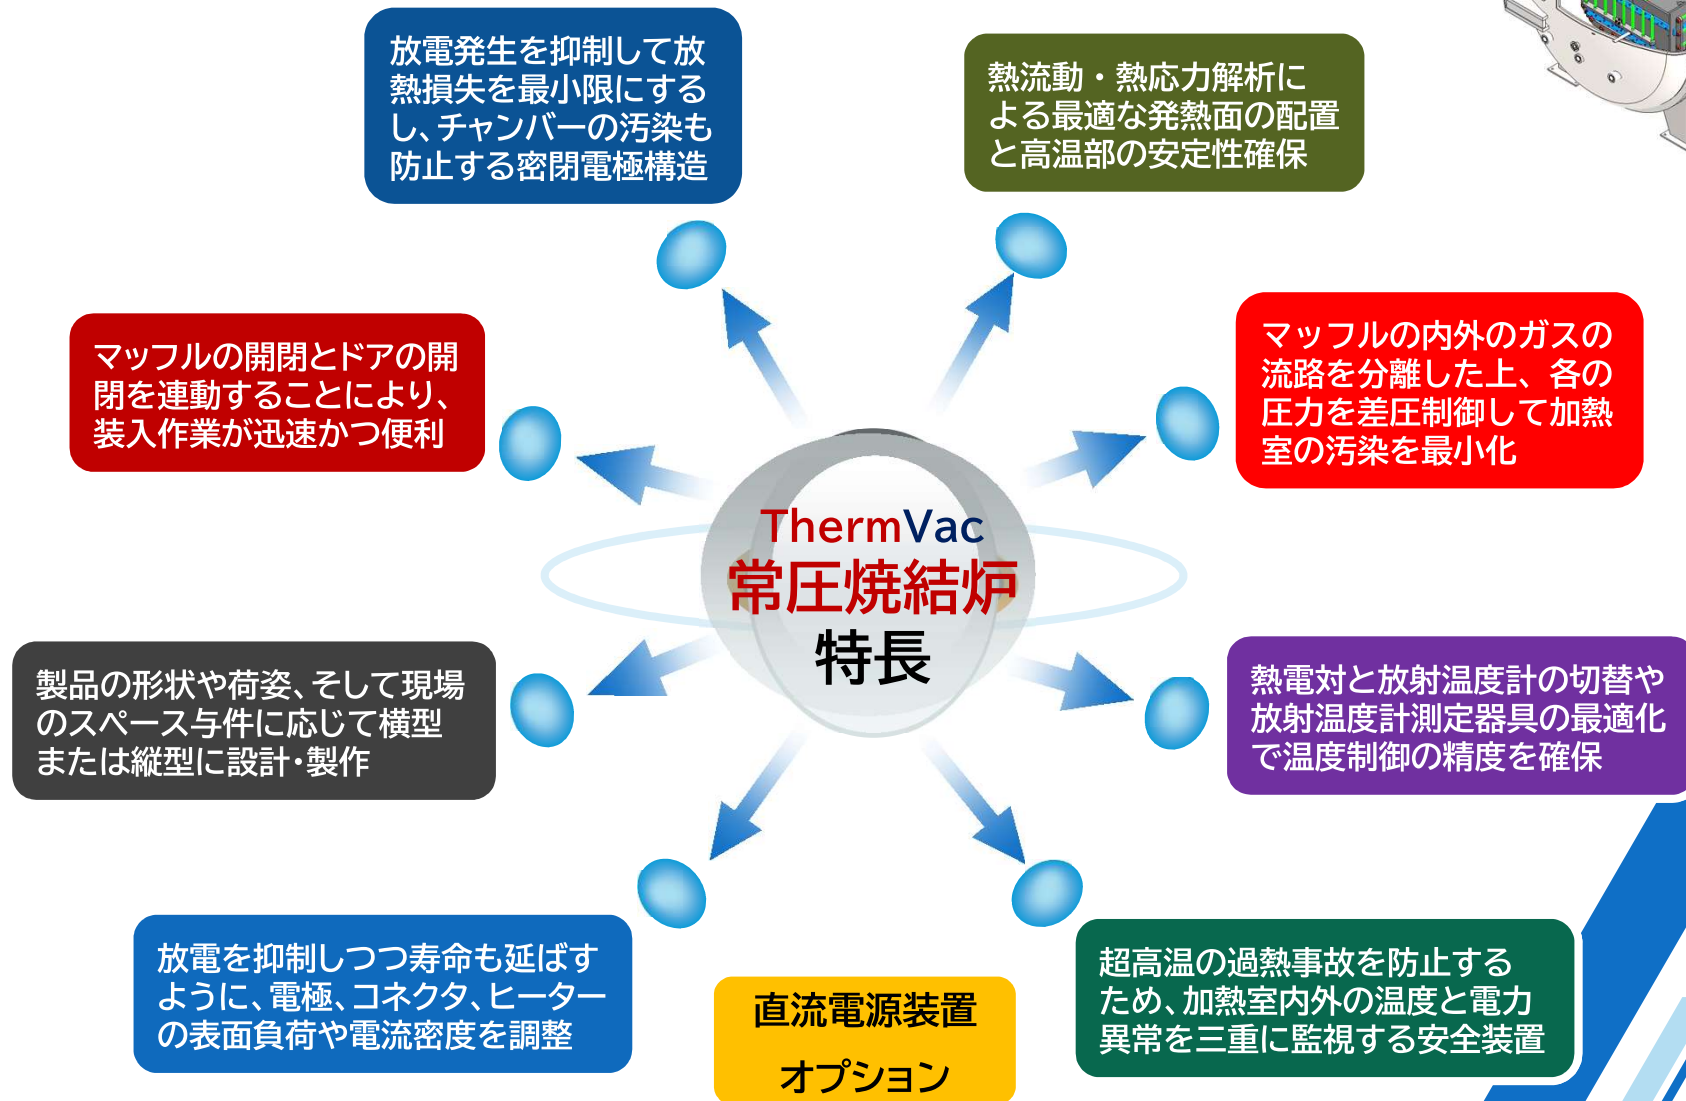 放電発生を抑制して放
熱損失を最小限にする
し、チャンバーの汚染も
防止する密閉電極構造
熱流動・熱応力解析に
よる最適な発熱面の配置
と高温部の安定性確保
マッフルの開閉とドアの開
閉を連動することにより、
装入作業が迅速かつ便利
マッフルの内外のガスの
流路を分離した上、各の
圧力を差圧制御して加熱
室の汚染を最小化
ThermVac
常圧焼結炉
特長
製品の形状や荷姿、そして現場
のスペース与件に応じて横型
または縦型に設計・製作
熱電対と放射温度計の切替や
放射温度計測定器具の最適化
で温度制御の精度を確保
放電を抑制しつつ寿命も延ばす
ように、電極、コネクタ、ヒーター
の表面負荷や電流密度を調整
直流電源装置
オプション
超高温の過熱事故を防止する
ため、加熱室内外の温度と電力
異常を三重に監視する安全装置